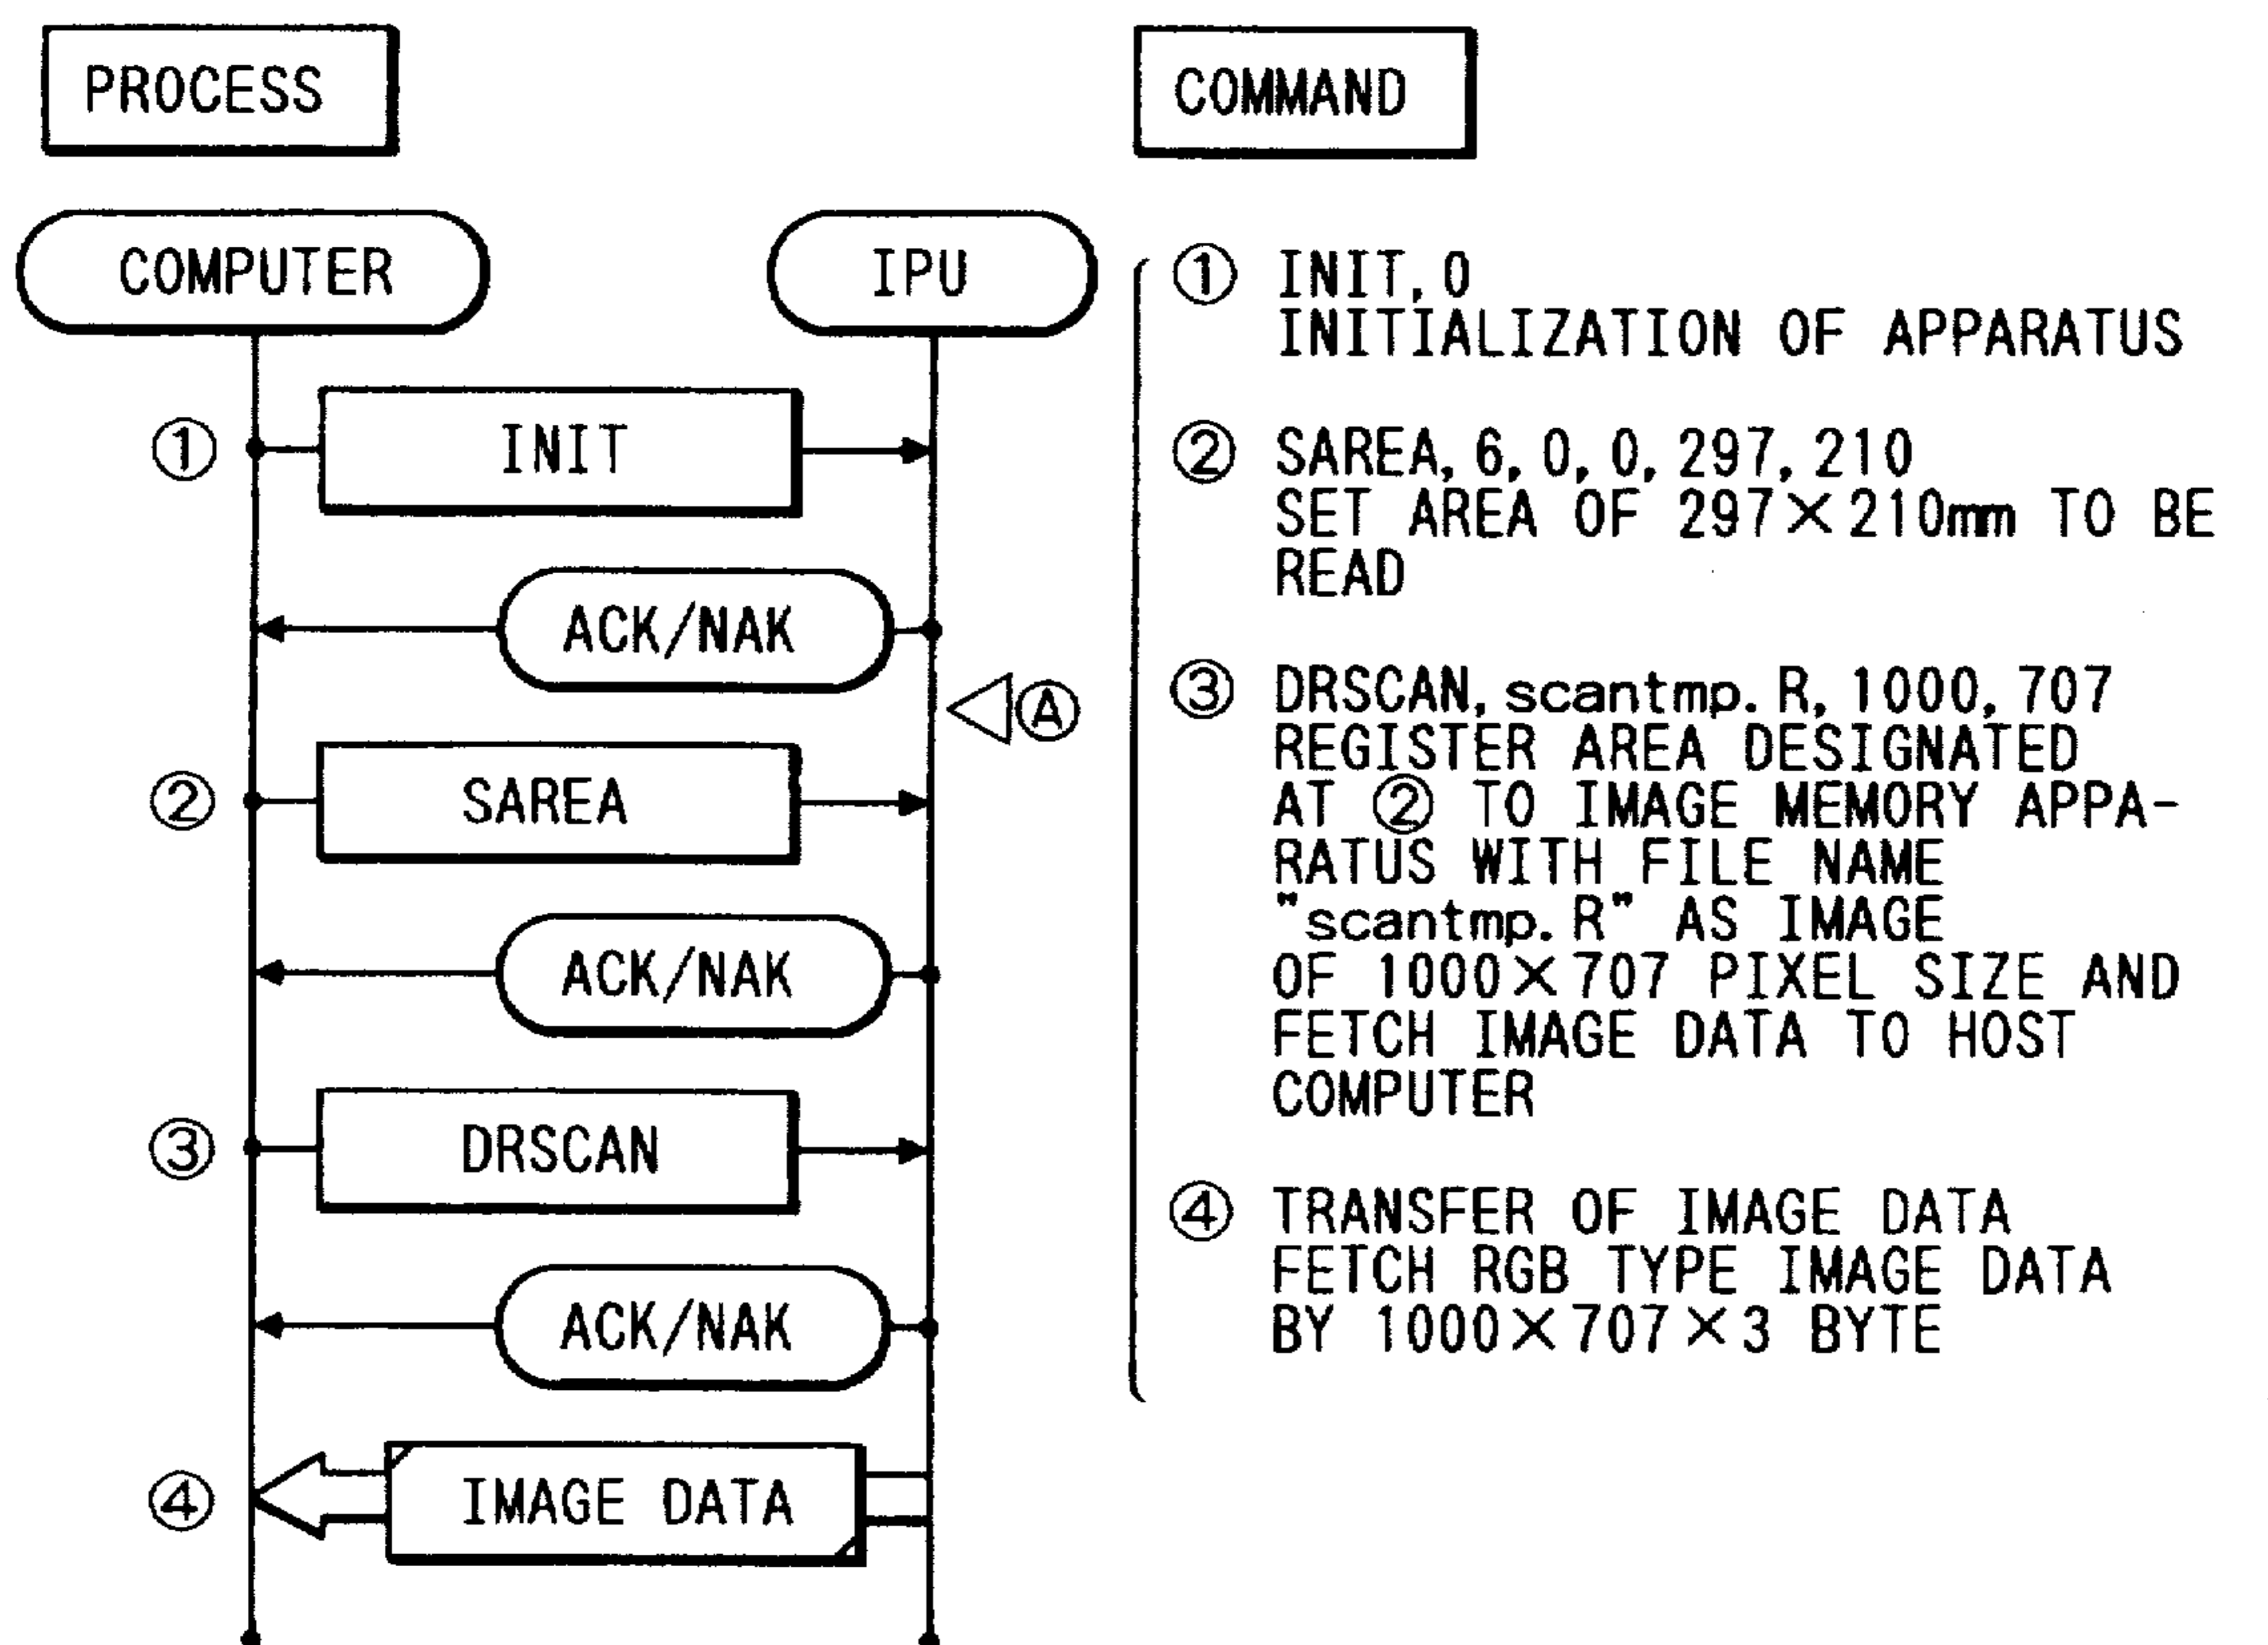 PROCESS
COMPUTER
IPU
① INIT
ACK/NAK
Ⓐ
② SAREA
ACK/NAK
③ DRSCAN
ACK/NAK
④ IMAGE DATA
COMMAND
① INIT,0
INITIALIZATION OF APPARATUS
② SAREA,6,0,0,297,210
SET AREA OF 297×210mm TO BE
READ
③ DRSCAN,scantmp.R,1000,707
REGISTER AREA DESIGNATED
AT ② TO IMAGE MEMORY APPA-
RATUS WITH FILE NAME
"scantmp.R" AS IMAGE
OF 1000×707 PIXEL SIZE AND
FETCH IMAGE DATA TO HOST
COMPUTER
④ TRANSFER OF IMAGE DATA
FETCH RGB TYPE IMAGE DATA
BY 1000×707×3 BYTE